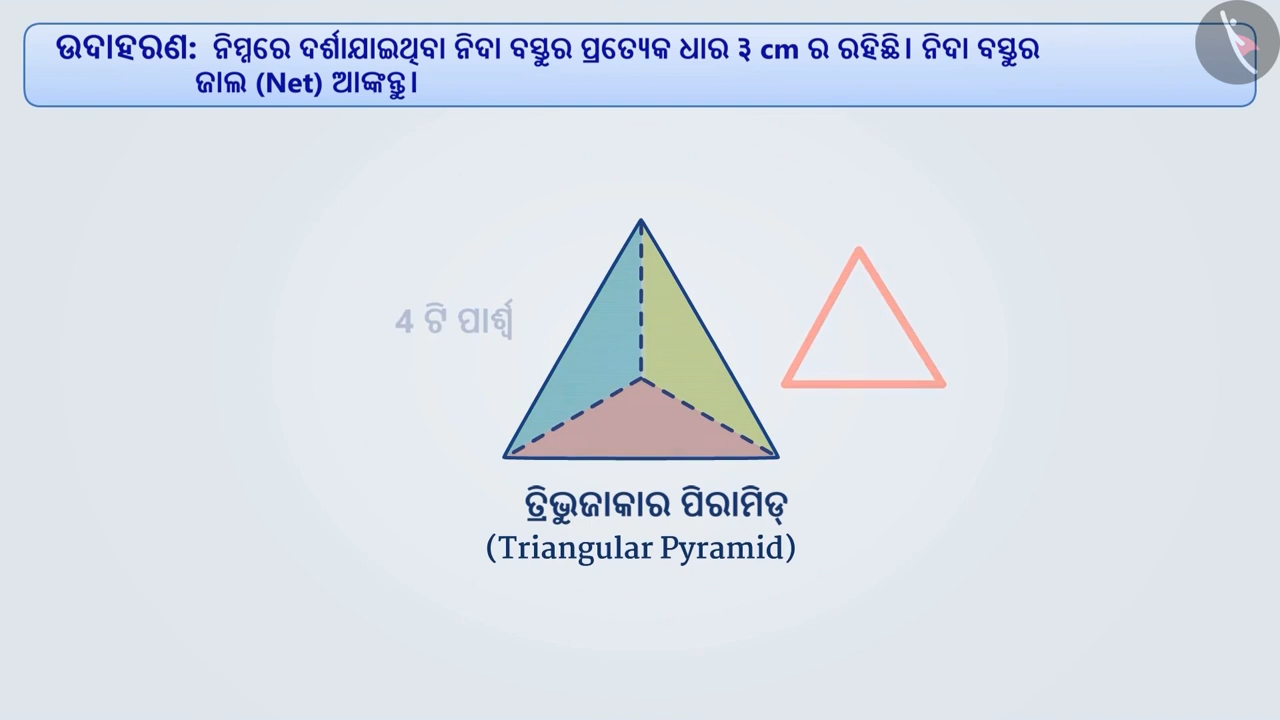 ଉଦାହରଣ: ନିମ୍ନରେ ଦର୍ଶାଯାଇଥିବା ନିଦା ବସ୍ତୁର ପ୍ରତ୍ୟେକ ଧାର ୩ cm ର ରହିଛି। ନିଦା ବସ୍ତୁର
ଜାଲ (Net) ଆଙ୍କନ୍ତୁ।
4 ଟି ପାର୍ଶ୍ୱ
ତ୍ରିଭୁଜାକାର ପିରାମିଡ୍
(Triangular Pyramid)